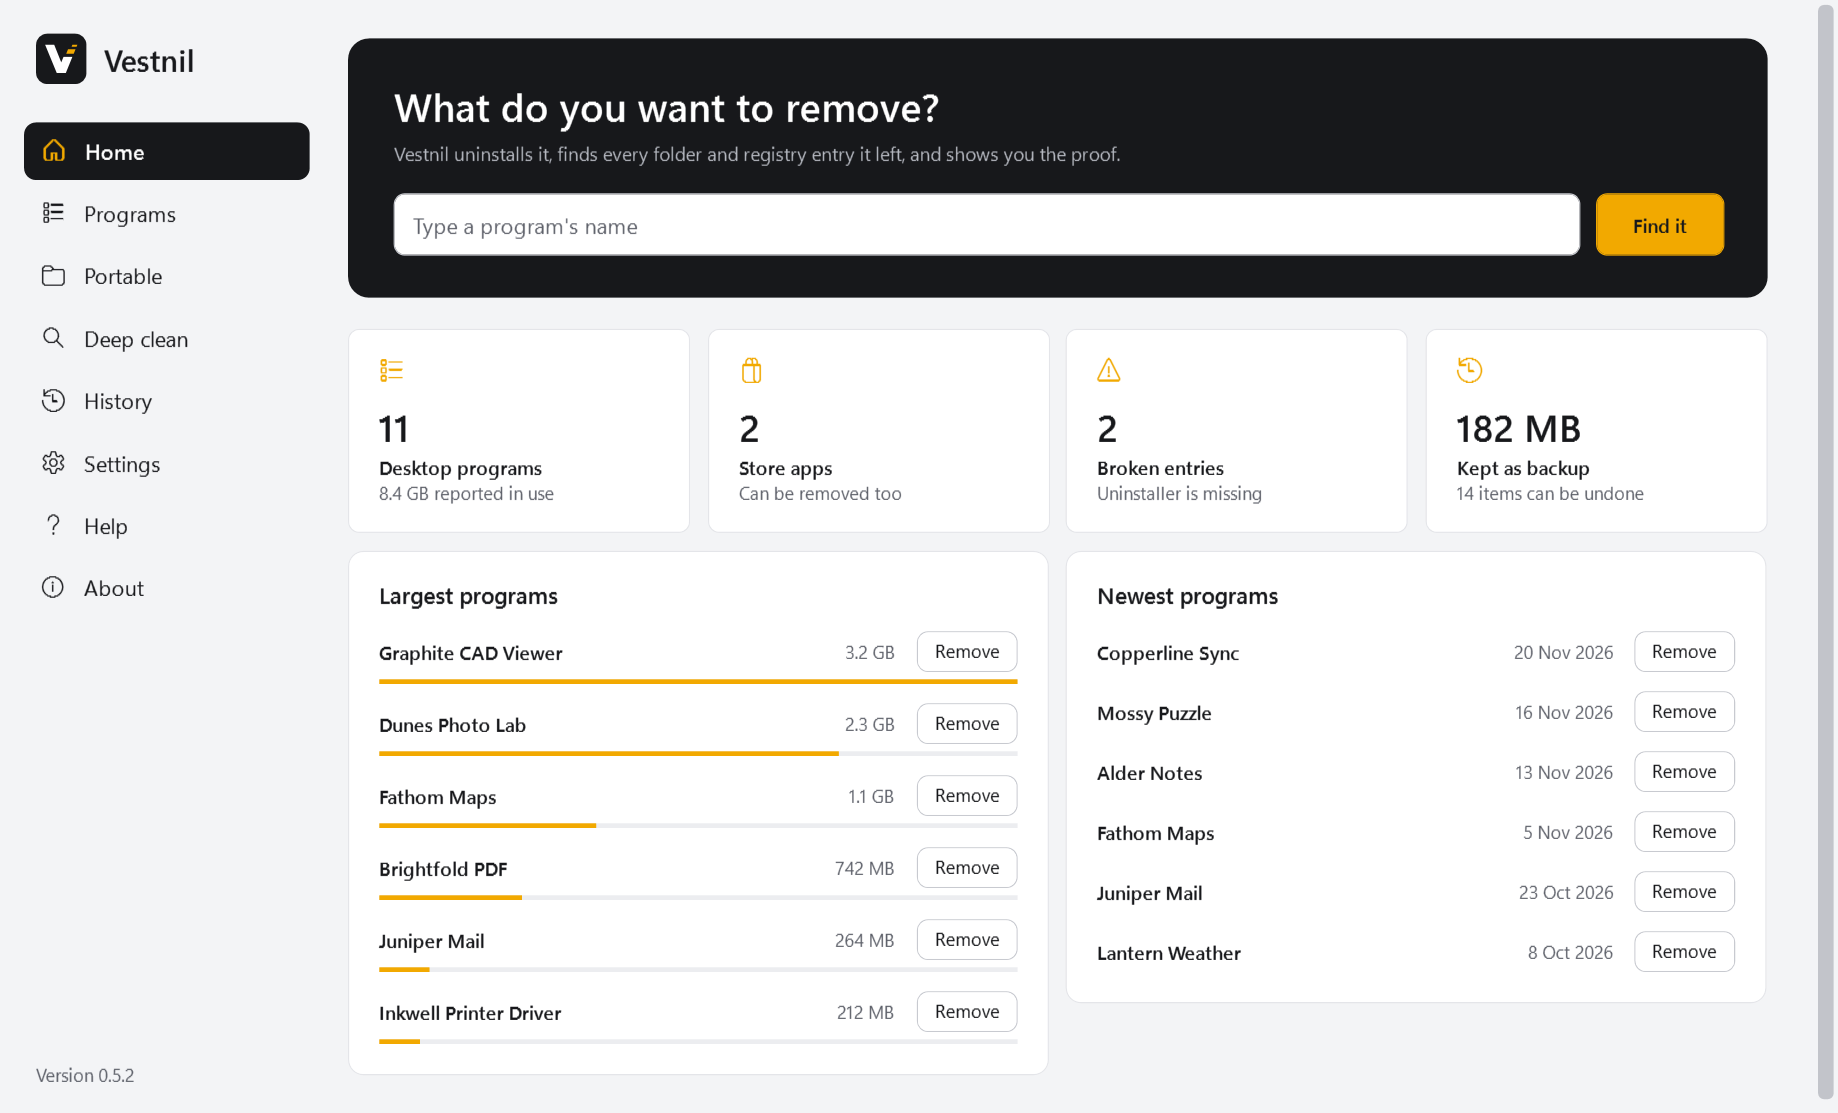 Vestnil
Home
Programs
Portable
Deep clean
History
Settings
Help
About
Version 0.5.2
What do you want to remove?
Vestnil uninstalls it, finds every folder and registry entry it left, and shows you the proof.
Type a program's name
Find it
11
Desktop programs
8.4 GB reported in use
2
Store apps
Can be removed too
2
Broken entries
Uninstaller is missing
182 MB
Kept as backup
14 items can be undone
Largest programs
Graphite CAD Viewer 3.2 GB Remove
Dunes Photo Lab 2.3 GB Remove
Fathom Maps 1.1 GB Remove
Brightfold PDF 742 MB Remove
Juniper Mail 264 MB Remove
Inkwell Printer Driver 212 MB Remove
Newest programs
Copperline Sync 20 Nov 2026 Remove
Mossy Puzzle 16 Nov 2026 Remove
Alder Notes 13 Nov 2026 Remove
Fathom Maps 5 Nov 2026 Remove
Juniper Mail 23 Oct 2026 Remove
Lantern Weather 8 Oct 2026 Remove